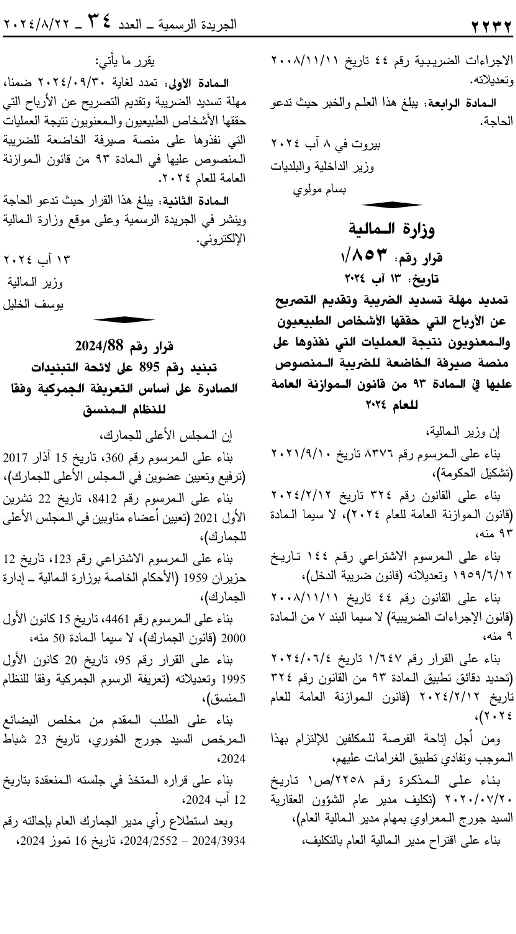 ٢٢٣٢
الجريدة الرسمية – العدد ٣٤ – ٢٠٢٤/٨/٢٢
الاجراءات الضريبية رقم ٤٤ تاريخ ٢٠٠٨/١١/١١
وتعديلاته.
المادة الرابعة: يبلغ هذا العلم والخبر حيث تدعو
الحاجة.
بيروت في ٨ آب ٢٠٢٤
وزير الداخلية والبلديات
بسام مولوي
وزارة المالية
قرار رقم: ١/٨٥٣
تاريخ: ١٣ آب ٢٠٢٤
تمديد مهلة تسديد الضريبة وتقديم التصريح
عن الأرباح التي حققها الأشخاص الطبيعيون
والمعنويون نتيجة العمليات التي نفذوها على
منصة صيرفة الخاضعة للضريبة المنصوص
عليها في المادة ٩٣ من قانون الموازنة العامة
للعام ٢٠٢٤
إن وزير المالية،
بناء على المرسوم رقم ٨٣٧٦ تاريخ ٢٠٢١/٩/١٠
(تشكيل الحكومة)،
بناء على القانون رقم ٣٢٤ تاريخ ٢٠٢٤/٢/١٢
(قانون الموازنة العامة للعام ٢٠٢٤)، لا سيما المادة
٩٣ منه،
بناء على المرسوم الاشتراعي رقم ١٤٤ تاريخ
١٩٥٩/٦/١٢ وتعديلاته (قانون ضريبة الدخل)،
بناء على القانون رقم ٤٤ تاريخ ٢٠٠٨/١١/١١
(قانون الإجراءات الضريبية) لا سيما البند ٧ من المادة
٩ منه،
بناء على القرار رقم ١/٦٤٧ تاريخ ٢٠٢٤/٠٦/٤
(تحديد دقائق تطبيق المادة ٩٣ من القانون رقم ٣٢٤
تاريخ ٢٠٢٤/٢/١٢ (قانون الموازنة العامة للعام
٢٠٢٤)،
ومن أجل إتاحة الفرصة للمكلفين للإلتزام بهذا
الموجب وتفادي تطبيق الغرامات عليهم،
بناء على المذكرة رقم ٢٢٥٨/ص١ تاريخ
٢٠٢٠/٠٧/٢٠ (تكليف مدير عام الشؤون العقارية
السيد جورج المعراوي بمهام مدير المالية العام)،
بناء على اقتراح مدير المالية العام بالتكليف،
يقرر ما يأتي:
المادة الأولى: تمدد لغاية ٢٠٢٤/٠٩/٣٠ ضمنا،
مهلة تسديد الضريبة وتقديم التصريح عن الأرباح التي
حققها الأشخاص الطبيعيون والمعنويون نتيجة العمليات
التي نفذوها على منصة صيرفة الخاضعة للضريبة
المنصوص عليها في المادة ٩٣ من قانون الموازنة
العامة للعام ٢٠٢٤.
المادة الثانية: يبلغ هذا القرار حيث تدعو الحاجة
وينشر في الجريدة الرسمية وعلى موقع وزارة المالية
الإلكتروني.
١٣ آب ٢٠٢٤
وزير المالية
يوسف الخليل
قرار رقم 2024/88
تبنيد رقم 895 على لائحة التبنيدات
الصادرة على أساس التعريفة الجمركية وفقا
للنظام المنسق
إن المجلس الأعلى للجمارك،
بناء على المرسوم رقم 360، تاريخ 15 آذار 2017
(ترفيع وتعيين عضوين في المجلس الأعلى للجمارك)،
بناء على المرسوم رقم 8412، تاريخ 22 تشرين
الأول 2021 (تعيين أعضاء مناوبين في المجلس الأعلى
للجمارك)،
بناء على المرسوم الاشتراعي رقم 123، تاريخ 12
حزيران 1959 (الأحكام الخاصة بوزارة المالية – إدارة
الجمارك)،
بناء على المرسوم رقم 4461، تاريخ 15 كانون الأول
2000 (قانون الجمارك)، لا سيما المادة 50 منه،
بناء على القرار رقم 95، تاريخ 20 كانون الأول
1995 وتعديلاته (تعريفة الرسوم الجمركية وفقا للنظام
المنسق)،
بناء على الطلب المقدم من مخلص البضائع
المرخص السيد جورج الخوري، تاريخ 23 شباط
2024،
بناء على قراره المتخذ في جلسته المنعقدة بتاريخ
12 آب 2024،
وبعد استطلاع رأي مدير الجمارك العام بإحالته رقم
2024/3934 – 2024/2552، تاريخ 16 تموز 2024،